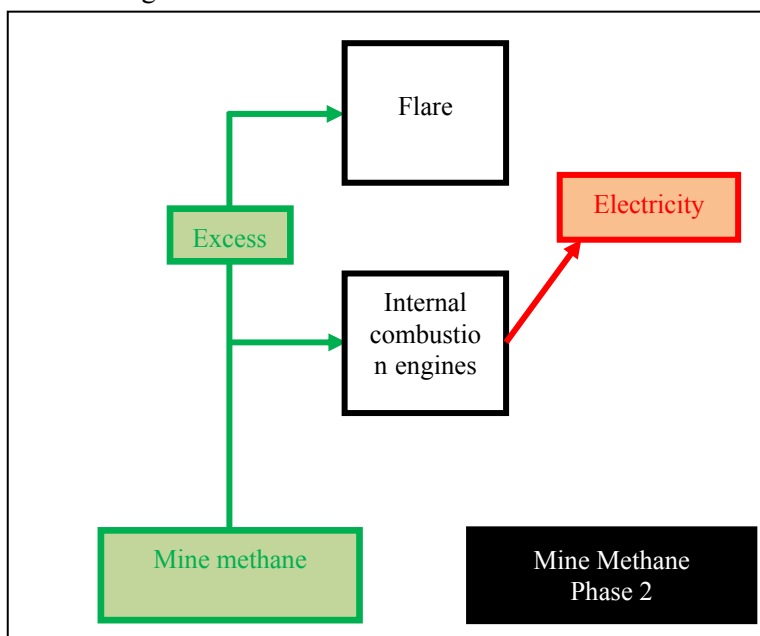 Flare
Electricity
Excess
Internal
combustio
n engines
Mine methane
Mine Methane
Phase 2